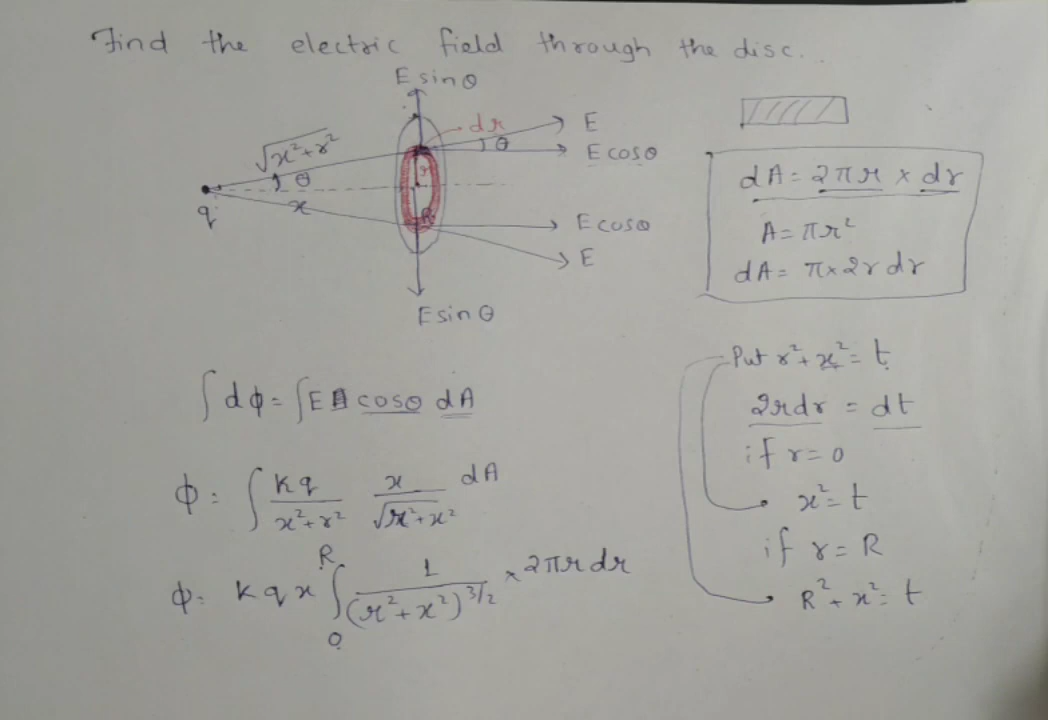 Find the electric field through the disc...
E sinθ
dr
E
θ
E cosθ
√x²+r²
θ
r
x
q
R
E cosθ
E
E sinθ
dA = 2πr × dr
A = πr²
dA = π×2r dr
∫dϕ = ∫E cosθ dA
ϕ = ∫ Kq/x²+r² x/√r²+x² dA
ϕ = Kqx ∫₀ᴿ 1/(r²+x²)^3/2 × 2πr dr
Put r²+x² = t
2rdr = dt
if r = 0
x² = t
if r = R
R²+x² = t